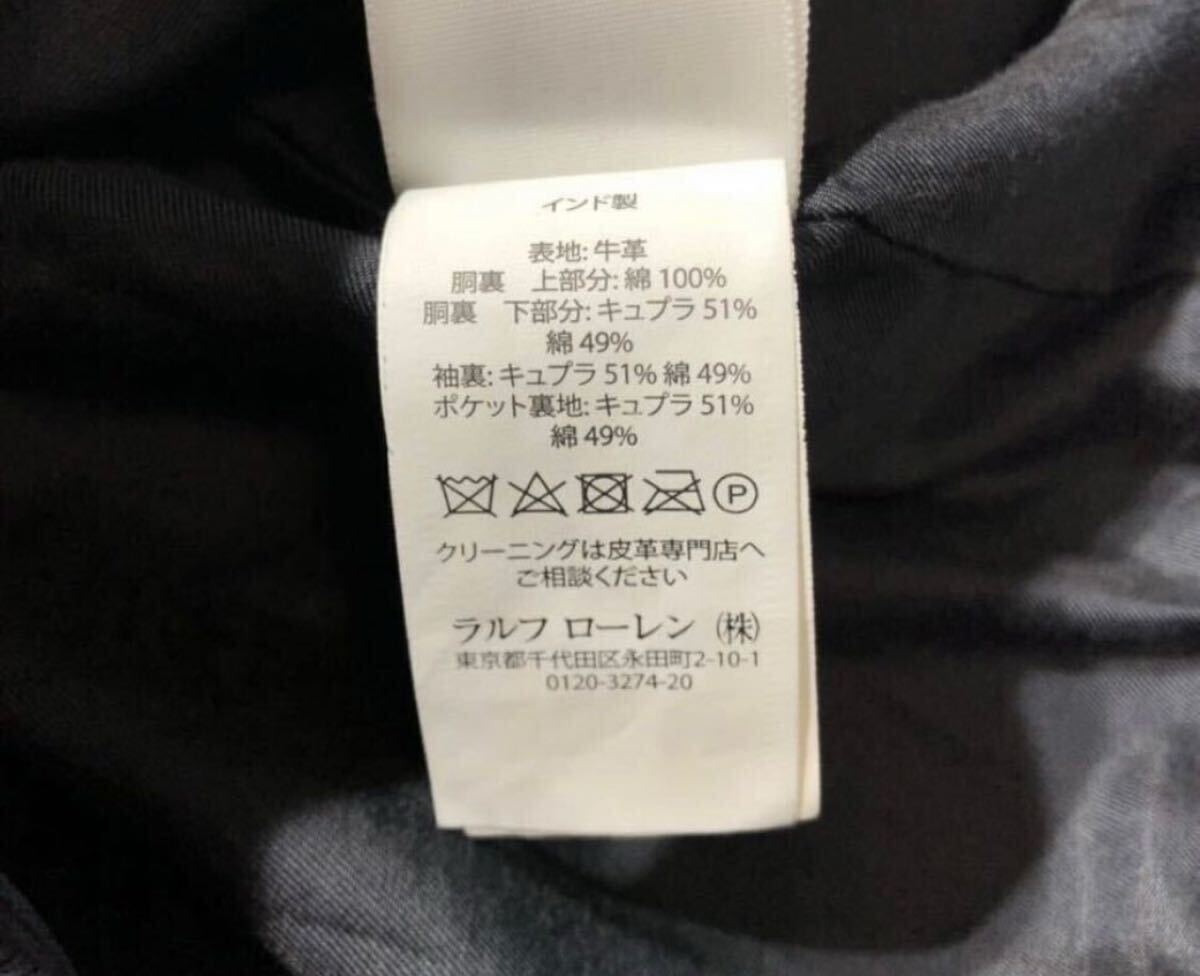 インド製
表地: 牛革
胴裏　上部分: 綿 100%
胴裏　下部分: キュプラ 51%
綿 49%
袖裏: キュプラ 51% 綿 49%
ポケット裏地: キュプラ 51%
綿 49%
P
クリーニングは皮革専門店へ
ご相談ください
ラルフ ローレン (株)
東京都千代田区永田町2-10-1
0120-3274-20